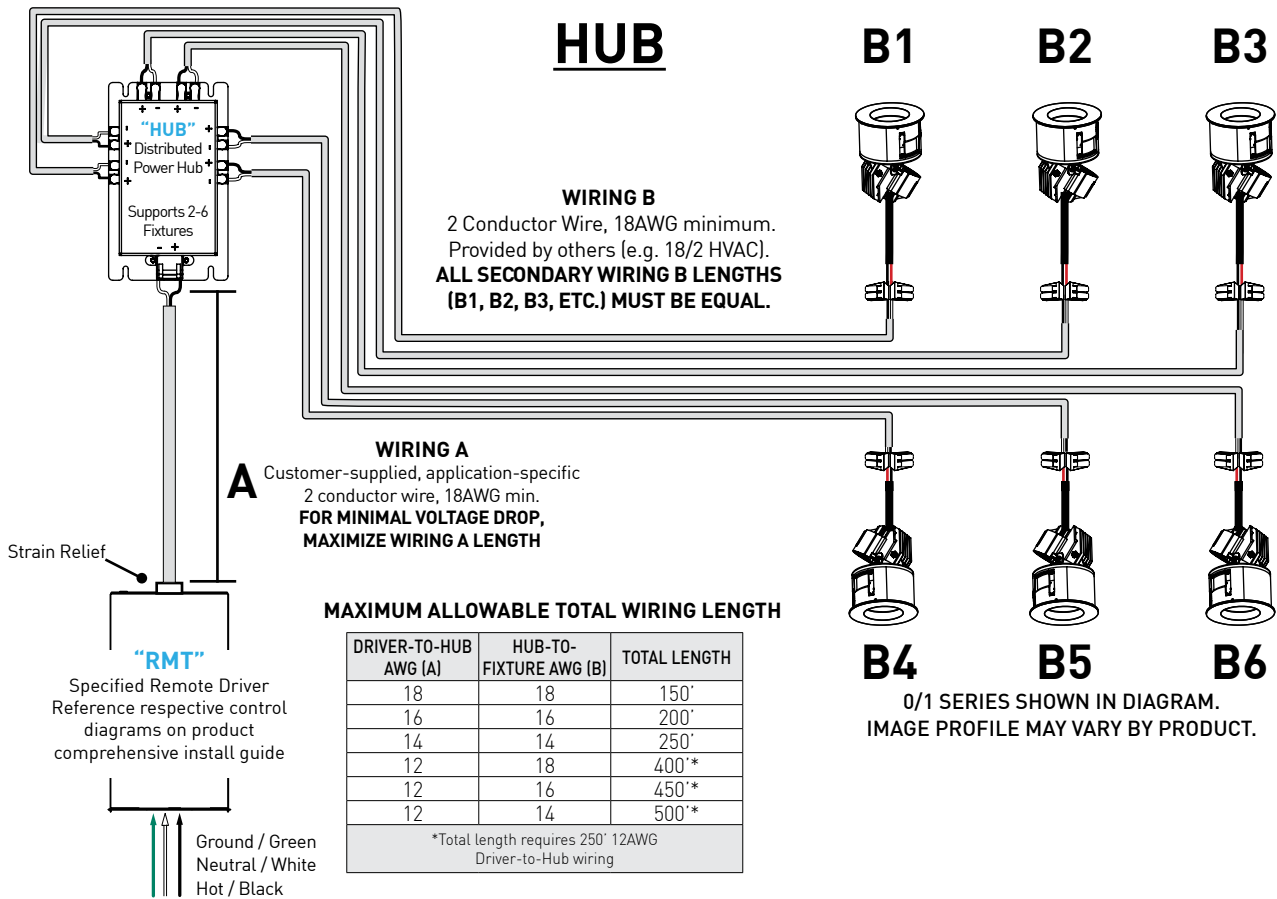 HUB
B1
B2
B3
+ - + -
"HUB"
Distributed
Power Hub
Supports 2-6
Fixtures
- +
-
+
-
+
+
-
+
-
WIRING B
2 Conductor Wire, 18AWG minimum.
Provided by others (e.g. 18/2 HVAC).
ALL SECONDARY WIRING B LENGTHS
(B1, B2, B3, ETC.) MUST BE EQUAL.
A
WIRING A
Customer-supplied, application-specific
2 conductor wire, 18AWG min.
FOR MINIMAL VOLTAGE DROP,
MAXIMIZE WIRING A LENGTH
Strain Relief
"RMT"
Specified Remote Driver
Reference respective control
diagrams on product
comprehensive install guide
Ground / Green
Neutral / White
Hot / Black
MAXIMUM ALLOWABLE TOTAL WIRING LENGTH
DRIVER-TO-HUB AWG (A) HUB-TO-FIXTURE AWG (B) TOTAL LENGTH
18 18 150'
16 16 200'
14 14 250'
12 18 400'*
12 16 450'*
12 14 500'*
*Total length requires 250' 12AWG
Driver-to-Hub wiring
B4
B5
B6
0/1 SERIES SHOWN IN DIAGRAM.
IMAGE PROFILE MAY VARY BY PRODUCT.